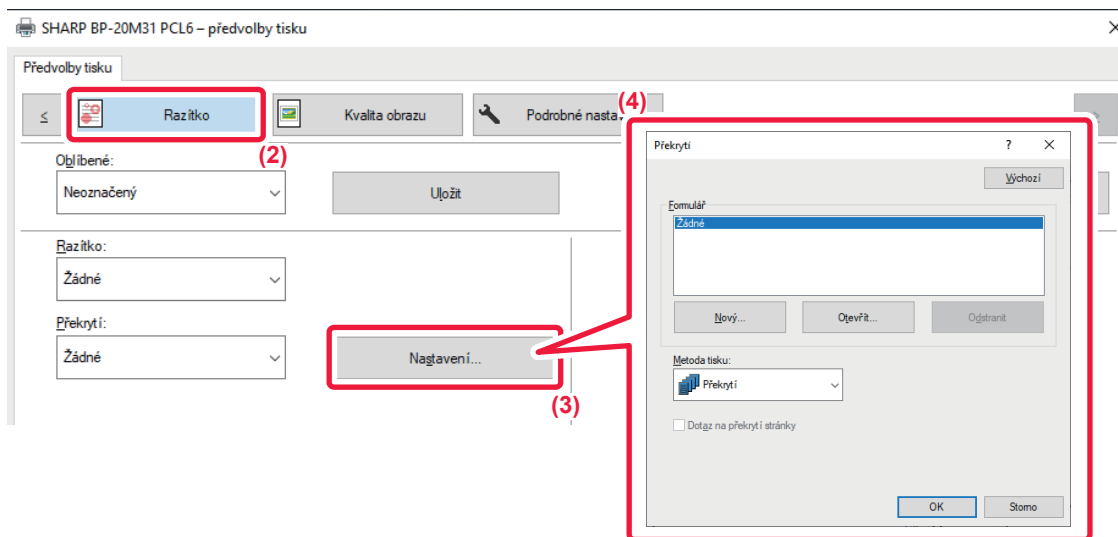 SHARP BP-20M31 PCL6 – předvolby tisku
Předvolby tisku
≤
Razítko
Kvalita obrazu
Podrobné nasta
(4)
(2)
Oblíbené:
Neoznačený
Uložit
Razítko:
Žádné
Překrytí:
Žádné
Nastavení...
(3)
Překrytí
?
Výchozí
Formulář
Žádné
Nový...
Otevřít...
Odstranit
Metoda tisku:
Překrytí
Dotaz na překrytí stránky
OK
Storno